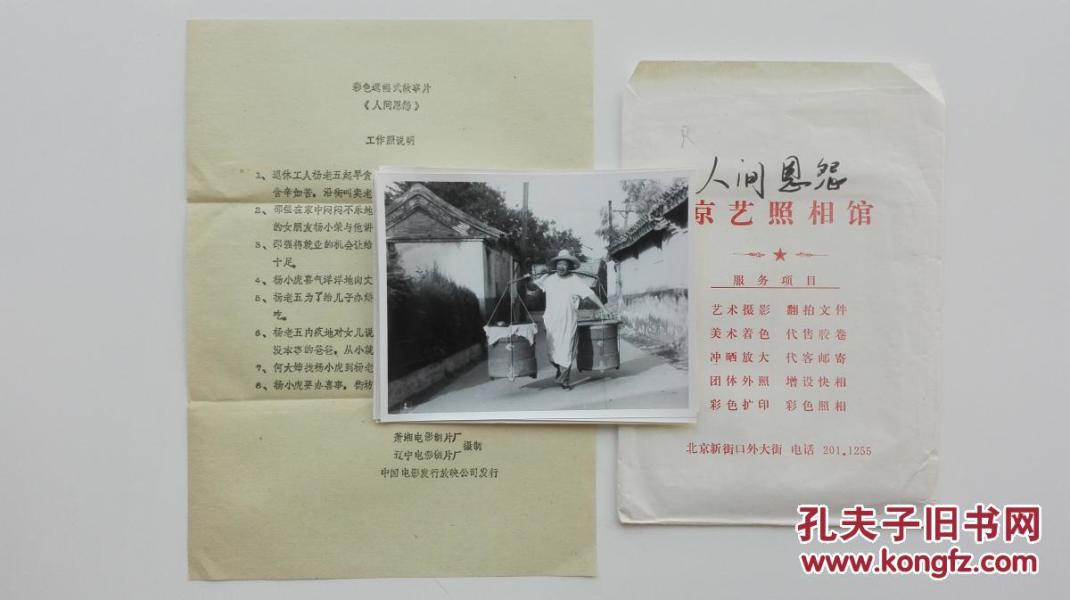 彩色遮幅式故事片
《人间恩怨》
工作照说明
1、退休工人杨老五起早贪
含辛如苦，沿街叫卖老
2、邵强在家中闷闷不乐地
的女朋友杨小荣与他讲
3、邵强将就业的机会让给
十足。
4、杨小虎喜气洋洋地向丈
5、杨老五为了给儿子办婚
吃。
6、杨老五内疚地对女儿说
没本事的爸爸，从小就
7、何大婶找杨小虎到杨老
8、杨小虎要办喜事，街坊
潇湘电影制片厂
辽宁电影制片厂
摄制
中国电影发行放映公司发行
人间恩怨
京艺照相馆
服务项目
艺术摄影 翻拍文件
美术着色 代售胶卷
冲晒放大 代客邮寄
团体外照 增设快相
彩色扩印 彩色照相
北京新街口外大街 电话 201.1255
孔夫子旧书网
www.kongfz.com